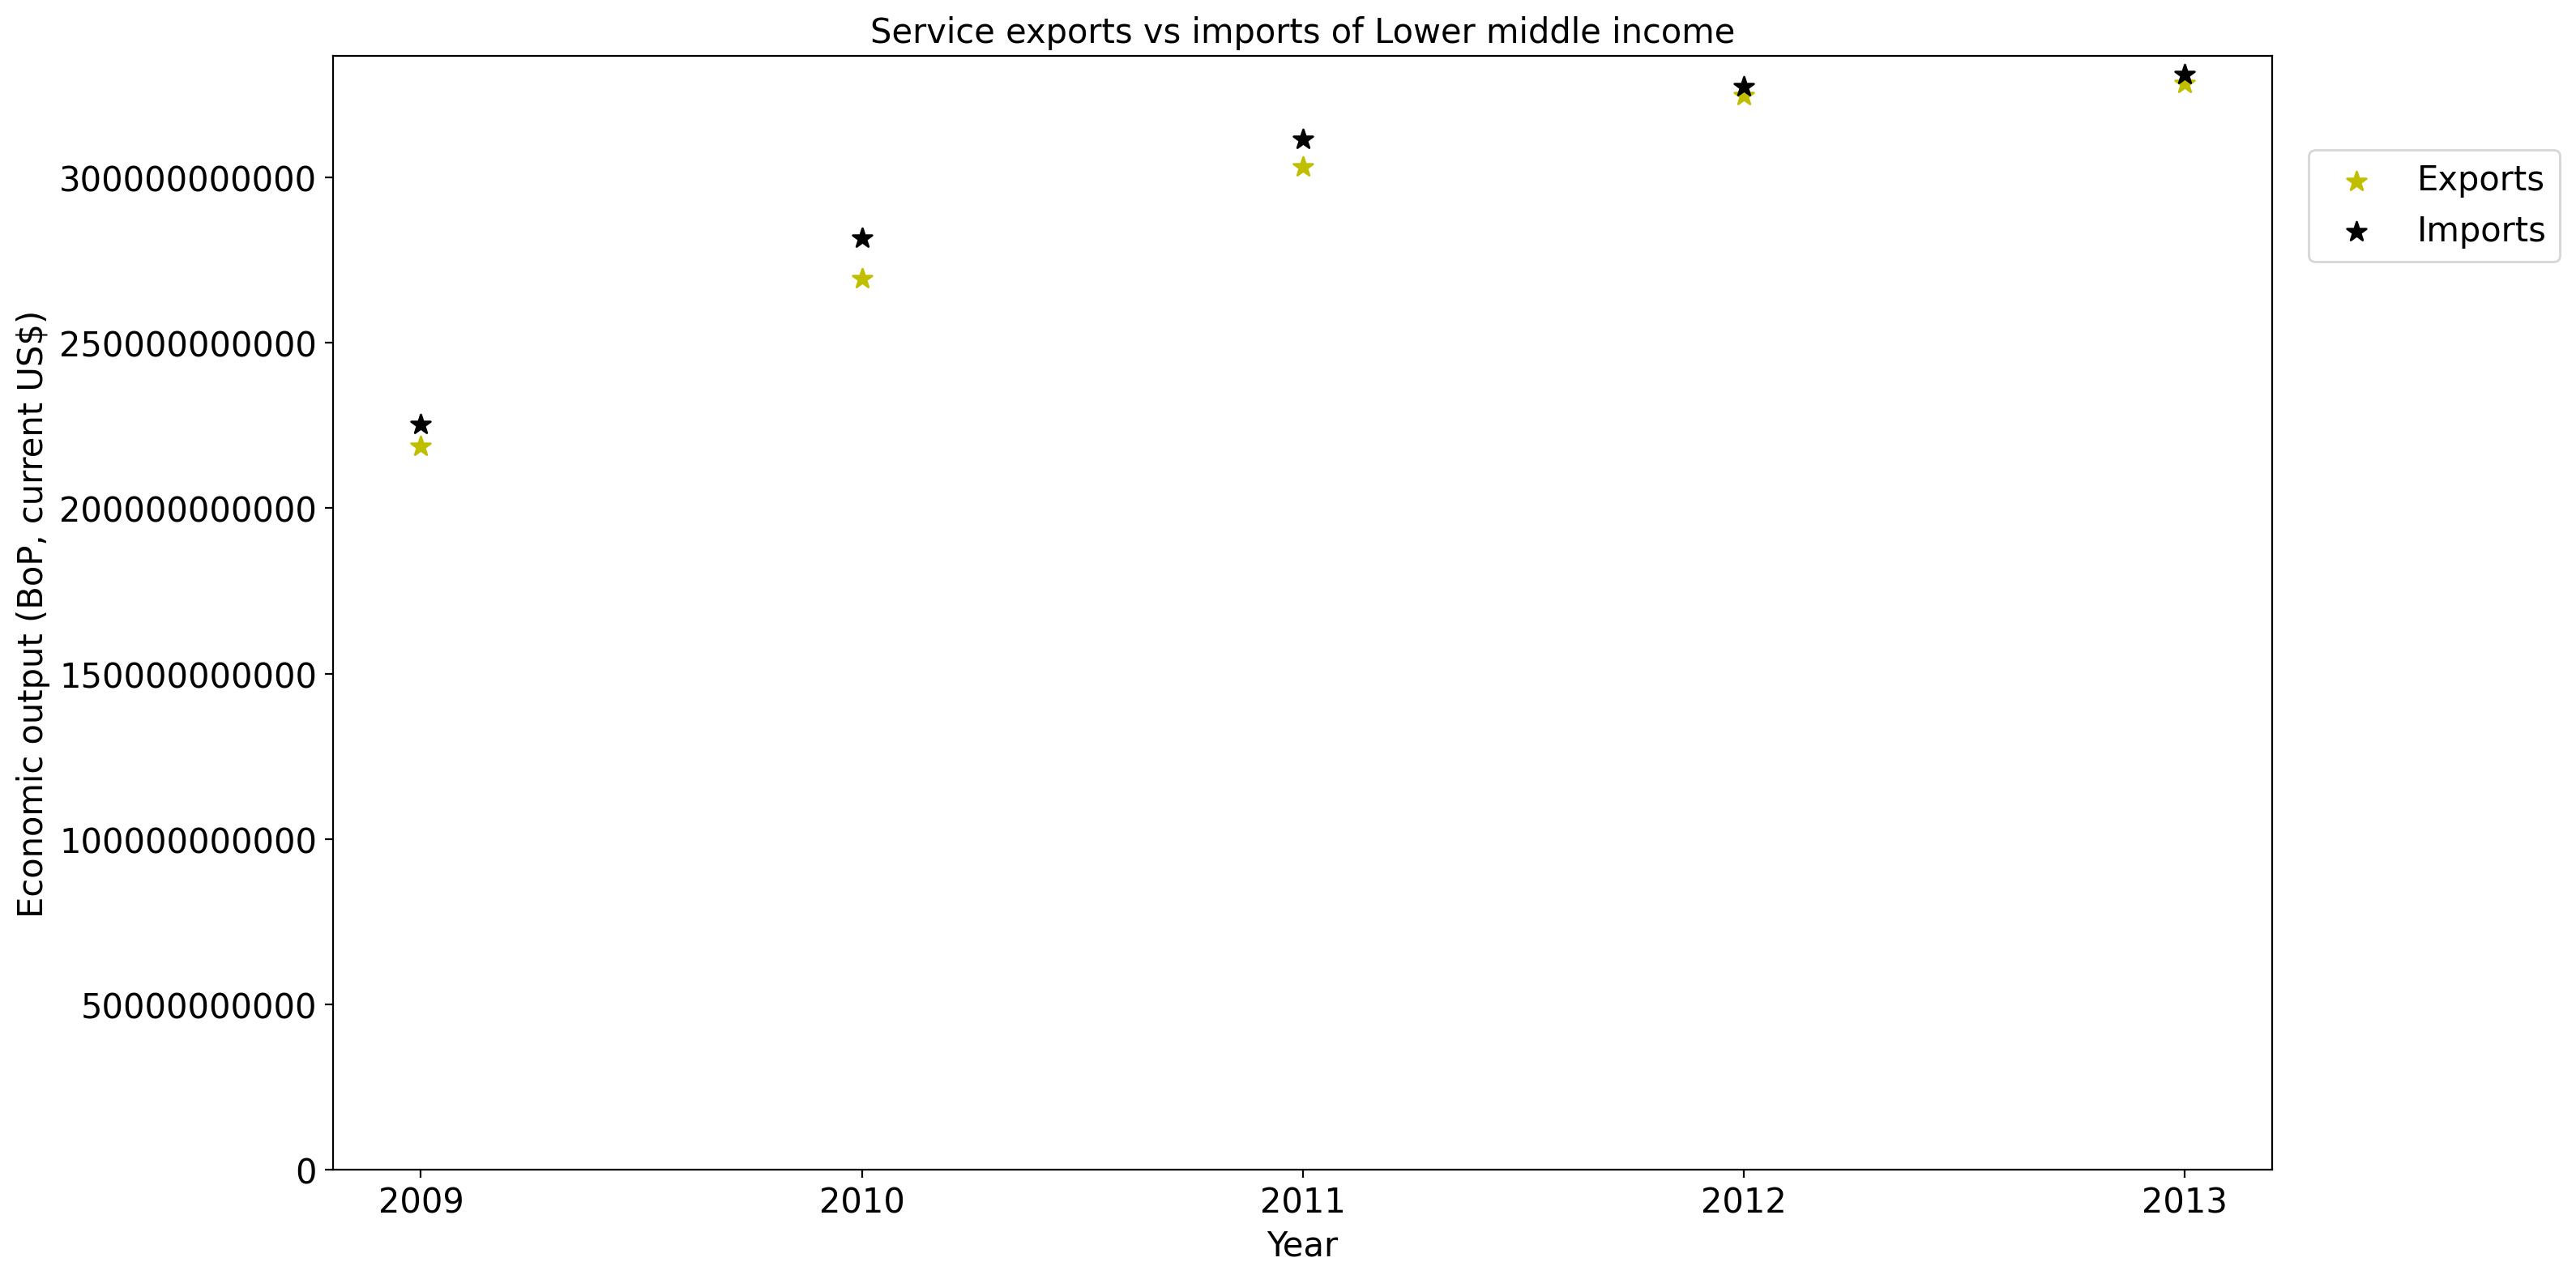 Service exports vs imports of Lower middle income
Economic output (BoP, current US$)
300000000000
250000000000
200000000000
150000000000
100000000000
50000000000
0
2009 2010 2011 2012 2013
Year
Exports
Imports